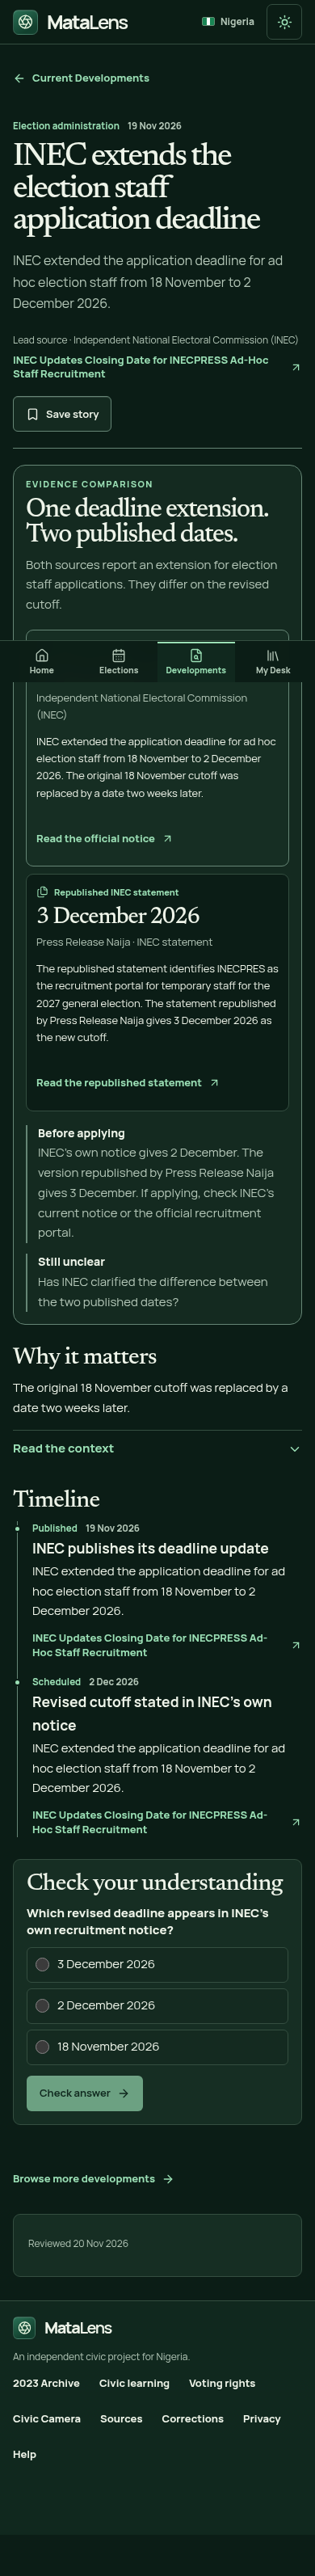 MataLens
Nigeria
Current Developments
Election administration 19 Nov 2026
INEC extends the
election staff
application deadline
INEC extended the application deadline for ad
hoc election staff from 18 November to 2
December 2026.
Lead source · Independent National Electoral Commission (INEC)
INEC Updates Closing Date for INECPRESS Ad-Hoc
Staff Recruitment
Save story
EVIDENCE COMPARISON
One deadline extension.
Two published dates.
Both sources report an extension for election
staff applications. They differ on the revised
cutoff.
Home
Elections
Developments
My Desk
Independent National Electoral Commission
(INEC)
INEC extended the application deadline for ad hoc
election staff from 18 November to 2 December
2026. The original 18 November cutoff was
replaced by a date two weeks later.
Read the official notice
Republished INEC statement
3 December 2026
Press Release Naija · INEC statement
The republished statement identifies INECPRES as
the recruitment portal for temporary staff for the
2027 general election. The statement republished
by Press Release Naija gives 3 December 2026 as
the new cutoff.
Read the republished statement
Before applying
INEC's own notice gives 2 December. The
version republished by Press Release Naija
gives 3 December. If applying, check INEC's
current notice or the official recruitment
portal.
Still unclear
Has INEC clarified the difference between
the two published dates?
Why it matters
The original 18 November cutoff was replaced by a
date two weeks later.
Read the context
Timeline
Published 19 Nov 2026
INEC publishes its deadline update
INEC extended the application deadline for ad
hoc election staff from 18 November to 2
December 2026.
INEC Updates Closing Date for INECPRESS Ad-
Hoc Staff Recruitment
Scheduled 2 Dec 2026
Revised cutoff stated in INEC's own
notice
INEC extended the application deadline for ad
hoc election staff from 18 November to 2
December 2026.
INEC Updates Closing Date for INECPRESS Ad-
Hoc Staff Recruitment
Check your understanding
Which revised deadline appears in INEC's
own recruitment notice?
3 December 2026
2 December 2026
18 November 2026
Check answer
Browse more developments
Reviewed 20 Nov 2026
MataLens
An independent civic project for Nigeria.
2023 Archive Civic learning Voting rights
Civic Camera Sources Corrections Privacy
Help